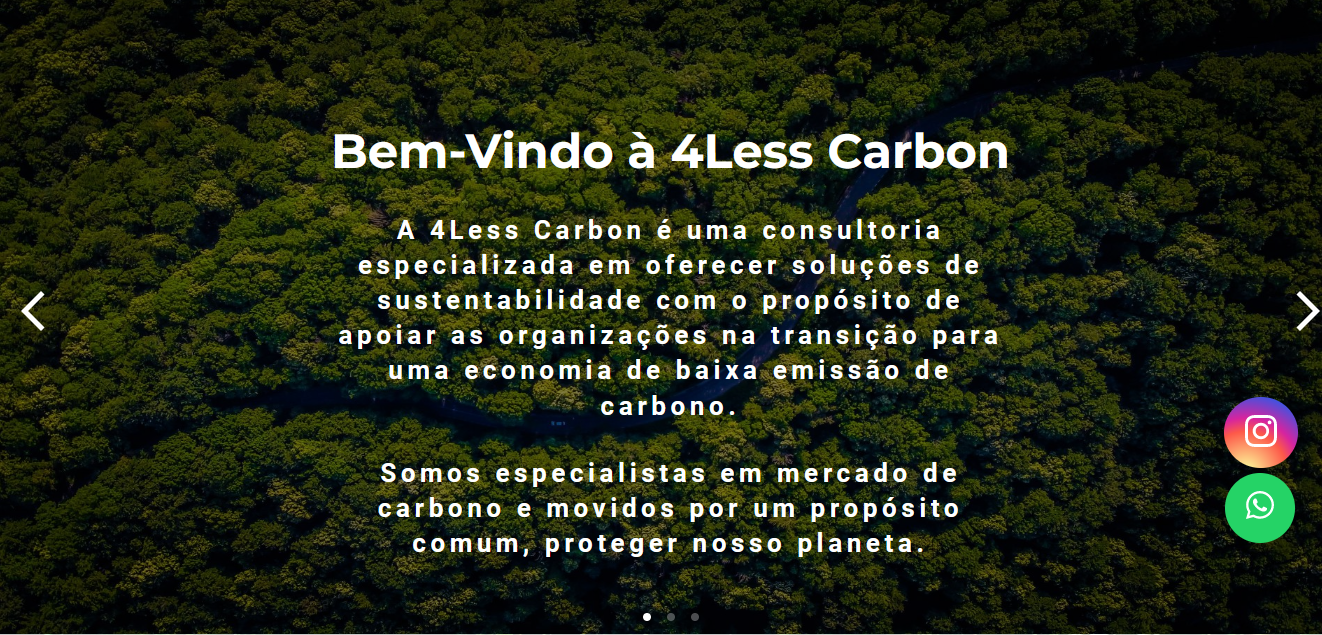 Bem-Vindo à 4Less Carbon
A 4Less Carbon é uma consultoria
especializada em oferecer soluções de
sustentabilidade com o propósito de
apoiar as organizações na transição para
uma economia de baixa emissão de
carbono.
Somos especialistas em mercado de
carbono e movidos por um propósito
comum, proteger nosso planeta.